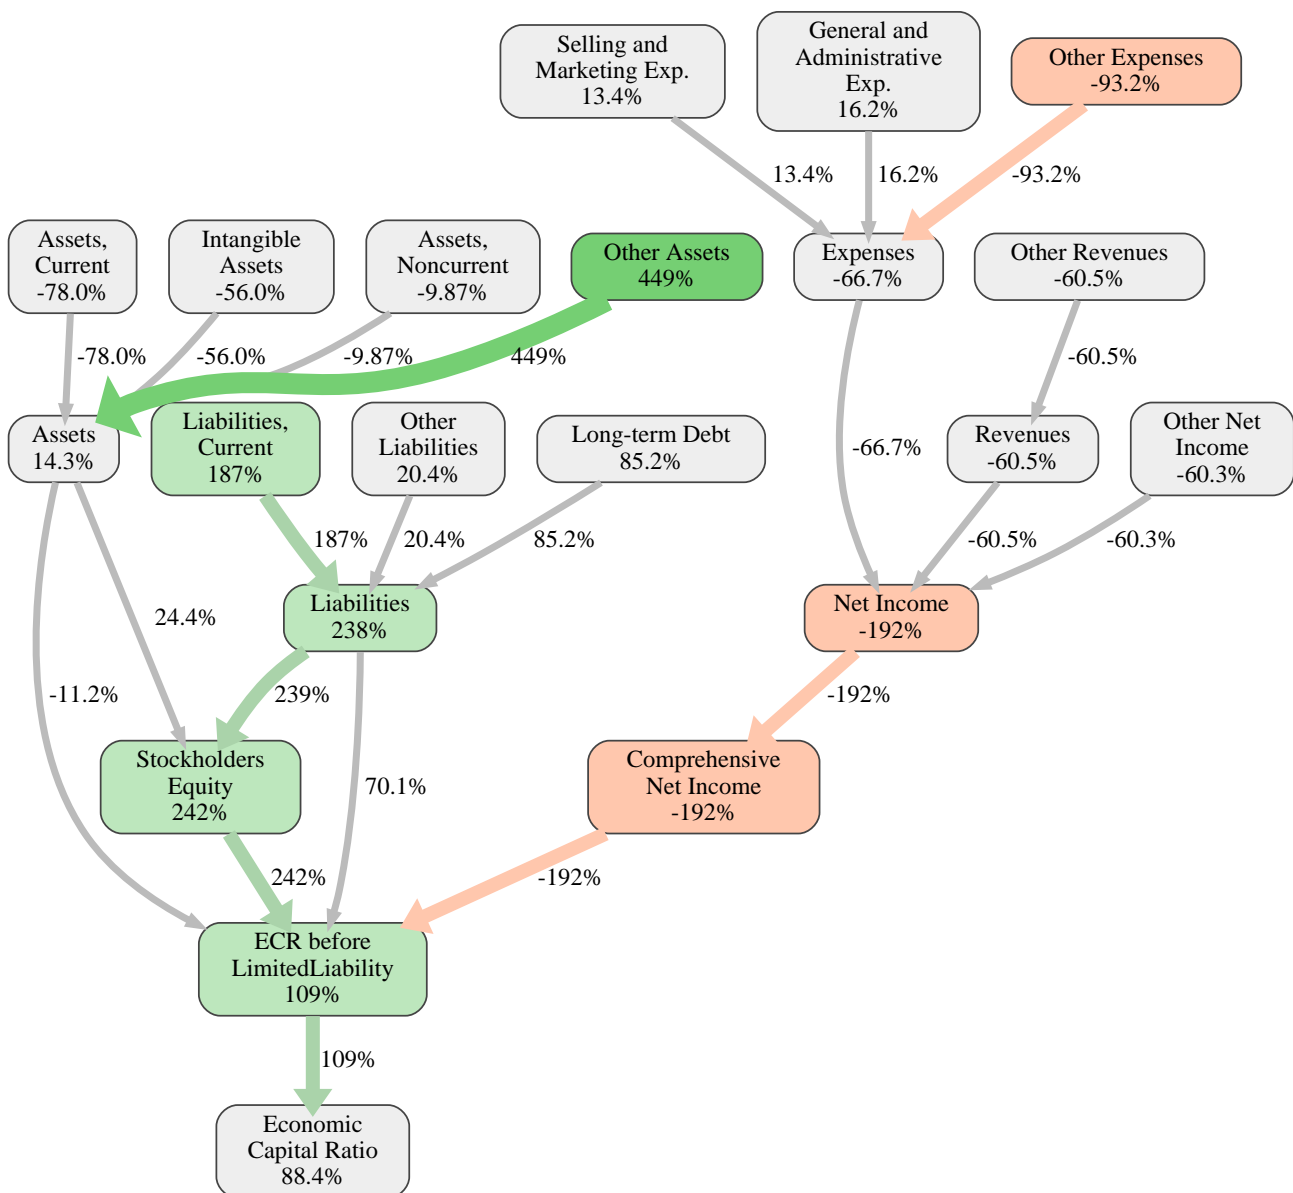 Selling and
Marketing Exp.
13.4%
General and
Administrative
Exp.
16.2%
Other Expenses
-93.2%
13.4%
16.2%
-93.2%
Assets,
Current
-78.0%
Intangible
Assets
-56.0%
Assets,
Noncurrent
-9.87%
Other Assets
449%
Expenses
-66.7%
Other Revenues
-60.5%
-78.0%
-56.0%
-9.87%
449%
-60.5%
Assets
14.3%
Liabilities,
Current
187%
Other
Liabilities
20.4%
Long-term Debt
85.2%
-66.7%
Revenues
-60.5%
Other Net
Income
-60.3%
187%
20.4%
85.2%
-60.5%
-60.3%
Liabilities
238%
Net Income
-192%
24.4%
-11.2%
239%
-192%
Stockholders
Equity
242%
70.1%
Comprehensive
Net Income
-192%
242%
-192%
ECR before
LimitedLiability
109%
109%
Economic
Capital Ratio
88.4%